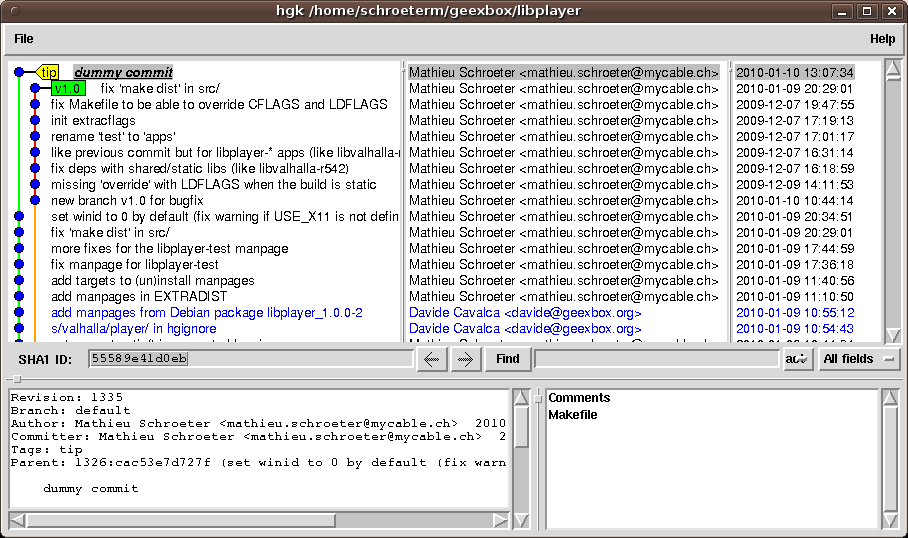 hgk /home/schroeterm/geexbox/libplayer
File Help
tip dummy commit Mathieu Schroeter <mathieu.schroeter@mycable.ch> 2010-01-10 13:07:34
v1.0 fix 'make dist' in src/ Mathieu Schroeter <mathieu.schroeter@mycable.ch> 2010-01-09 20:29:01
fix Makefile to be able to override CFLAGS and LDFLAGS Mathieu Schroeter <mathieu.schroeter@mycable.ch> 2009-12-07 19:47:55
init extracflags Mathieu Schroeter <mathieu.schroeter@mycable.ch> 2009-12-07 17:19:13
rename 'test' to 'apps' Mathieu Schroeter <mathieu.schroeter@mycable.ch> 2009-12-07 17:01:17
like previous commit but for libplayer-* apps (like libvalhalla-r Mathieu Schroeter <mathieu.schroeter@mycable.ch> 2009-12-07 16:31:14
fix deps with shared/static libs (like libvalhalla-r542) Mathieu Schroeter <mathieu.schroeter@mycable.ch> 2009-12-07 16:18:59
missing 'override' with LDFLAGS when the build is static Mathieu Schroeter <mathieu.schroeter@mycable.ch> 2009-12-09 14:11:53
new branch v1.0 for bugfix Mathieu Schroeter <mathieu.schroeter@mycable.ch> 2010-01-10 10:44:14
set winid to 0 by default (fix warning if USE_X11 is not defin Mathieu Schroeter <mathieu.schroeter@mycable.ch> 2010-01-09 20:34:51
fix 'make dist' in src/ Mathieu Schroeter <mathieu.schroeter@mycable.ch> 2010-01-09 20:29:01
more fixes for the libplayer-test manpage Mathieu Schroeter <mathieu.schroeter@mycable.ch> 2010-01-09 17:44:59
fix manpage for libplayer-test Mathieu Schroeter <mathieu.schroeter@mycable.ch> 2010-01-09 17:36:18
add targets to (un)install manpages Mathieu Schroeter <mathieu.schroeter@mycable.ch> 2010-01-09 11:40:56
add manpages in EXTRADIST Mathieu Schroeter <mathieu.schroeter@mycable.ch> 2010-01-09 11:10:50
add manpages from Debian package libplayer_1.0.0-2 Davide Cavalca <davide@geexbox.org> 2010-01-09 10:55:12
s/valhalla/player/ in hgignore Davide Cavalca <davide@geexbox.org> 2010-01-09 10:54:43
SHA1 ID: 55589e41d0eb Find All fields
Revision: 1335
Branch: default
Author: Mathieu Schroeter <mathieu.schroeter@mycable.ch> 2010
Committer: Mathieu Schroeter <mathieu.schroeter@mycable.ch> 2
Tags: tip
Parent: 1326:cac53e7d727f (set winid to 0 by default (fix warn
dummy commit
Comments
Makefile